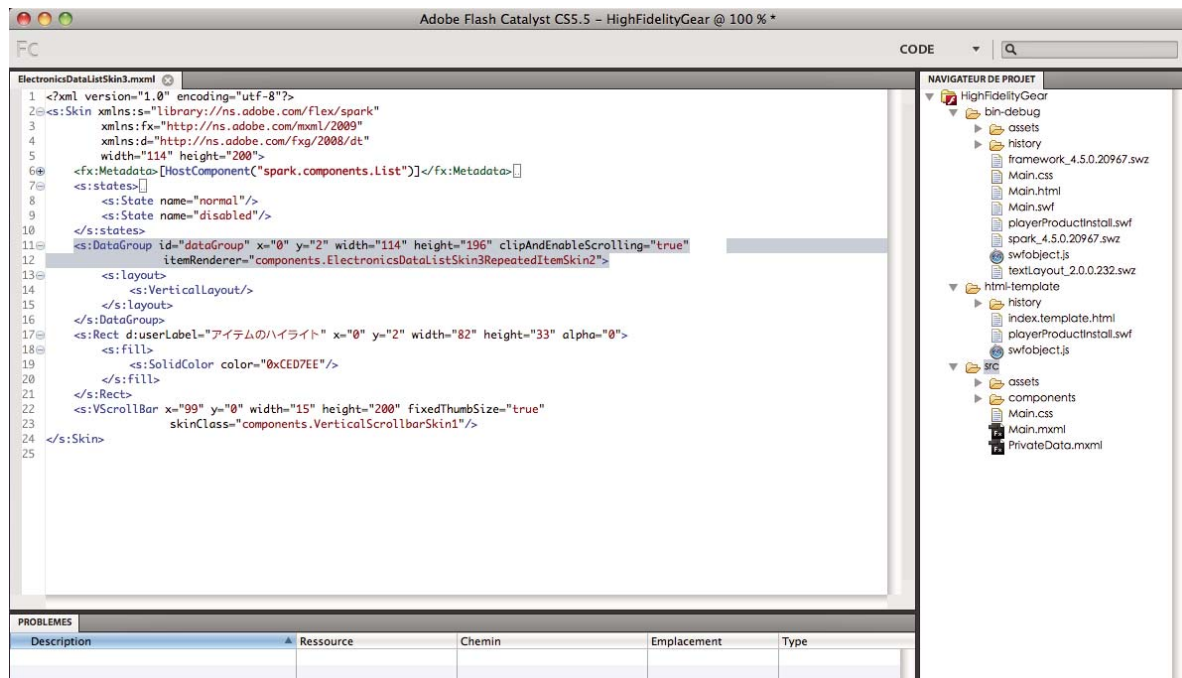 Adobe Flash Catalyst CS5.5 – HighFidelityGear @ 100 % *
FC
CODE
ElectronicsDataListSkin3.mxml
1 <?xml version="1.0" encoding="utf-8"?>
2 <s:Skin xmlns:s="library://ns.adobe.com/flex/spark"
3 xmlns:fx="http://ns.adobe.com/mxml/2009"
4 xmlns:d="http://ns.adobe.com/fxg/2008/dt"
5 width="114" height="200">
6 <fx:Metadata>[HostComponent("spark.components.List")]</fx:Metadata>
7 <s:states>
8 <s:State name="normal"/>
9 <s:State name="disabled"/>
10 </s:states>
11 <s:DataGroup id="dataGroup" x="0" y="2" width="114" height="196" clipAndEnableScrolling="true"
12 itemRenderer="components.ElectronicsDataListSkin3RepeatedItemSkin2">
13 <s:layout>
14 <s:VerticalLayout/>
15 </s:layout>
16 </s:DataGroup>
17 <s:Rect d:userLabel="アイテムのハイライト" x="0" y="2" width="82" height="33" alpha="0">
18 <s:fill>
19 <s:SolidColor color="0xCED7EE"/>
20 </s:fill>
21 </s:Rect>
22 <s:VScrollBar x="99" y="0" width="15" height="200" fixedThumbSize="true"
23 skinClass="components.VerticalScrollbarSkin1"/>
24 </s:Skin>
25
NAVIGATEUR DE PROJET
HighFidelityGear
bin-debug
assets
history
framework_4.5.0.20967.swz
Main.css
Main.html
Main.swf
playerProductInstall.swf
spark_4.5.0.20967.swz
swfobject.js
textLayout_2.0.0.232.swz
html-template
history
index.template.html
playerProductInstall.swf
swfobject.js
src
assets
components
Main.css
Main.mxml
PrivateData.mxml
PROBLEMES
Description Ressource Chemin Emplacement Type